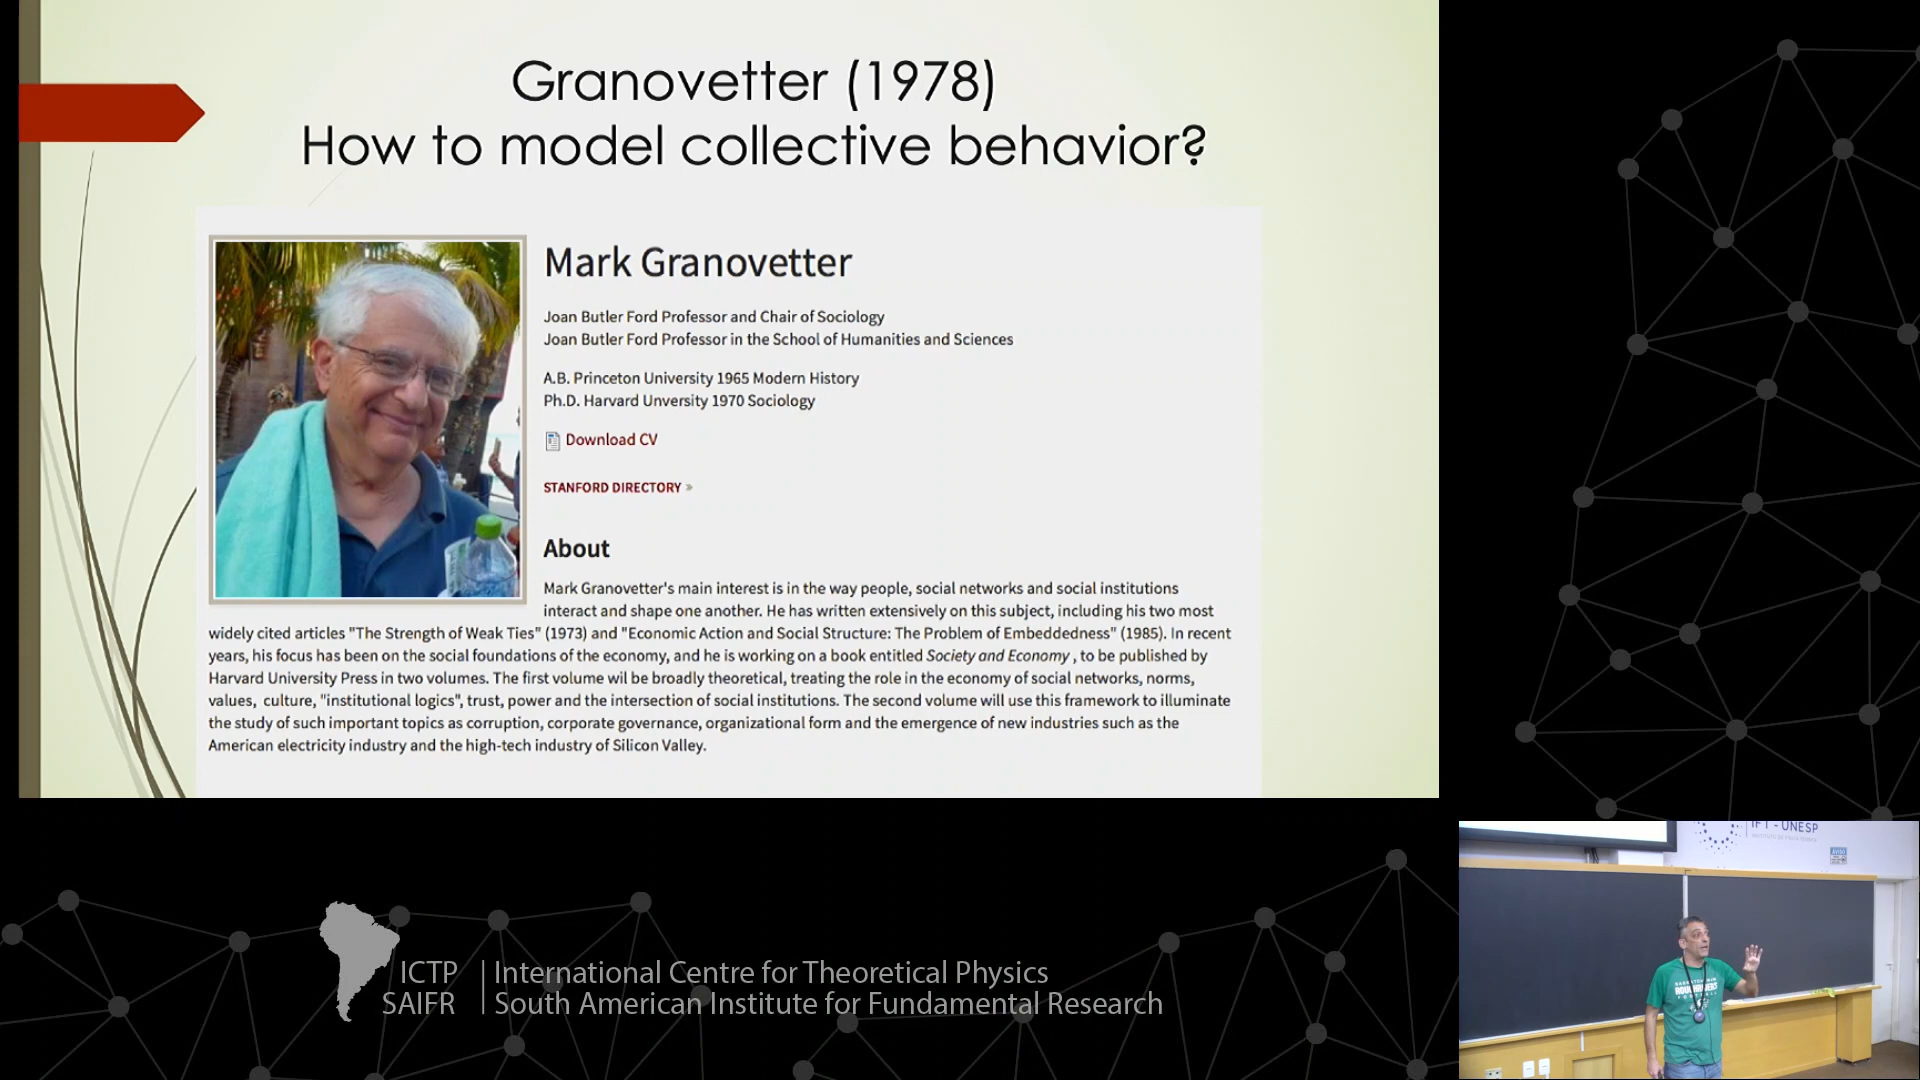 Granovetter (1978)
How to model collective behavior?
Mark Granovetter
Joan Butler Ford Professor and Chair of Sociology
Joan Butler Ford Professor in the School of Humanities and Sciences
A.B. Princeton University 1965 Modern History
Ph.D. Harvard Unversity 1970 Sociology
Download CV
STANFORD DIRECTORY »
About
Mark Granovetter's main interest is in the way people, social networks and social institutions
interact and shape one another. He has written extensively on this subject, including his two most
widely cited articles "The Strength of Weak Ties" (1973) and "Economic Action and Social Structure: The Problem of Embeddedness" (1985). In recent
years, his focus has been on the social foundations of the economy, and he is working on a book entitled Society and Economy , to be published by
Harvard University Press in two volumes. The first volume wil be broadly theoretical, treating the role in the economy of social networks, norms,
values, culture, "institutional logics", trust, power and the intersection of social institutions. The second volume will use this framework to illuminate
the study of such important topics as corruption, corporate governance, organizational form and the emergence of new industries such as the
American electricity industry and the high-tech industry of Silicon Valley.
IFT - UNESP
ICTP
SAIFR
International Centre for Theoretical Physics
South American Institute for Fundamental Research